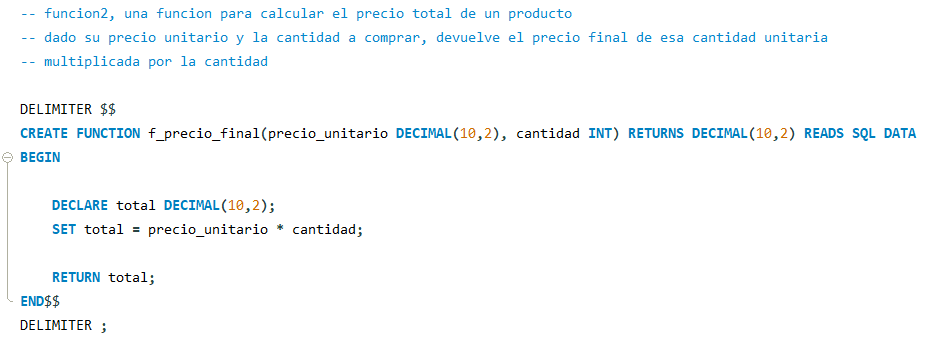 -- funcion2, una funcion para calcular el precio total de un producto
-- dado su precio unitario y la cantidad a comprar, devuelve el precio final de esa cantidad unitaria
-- multiplicada por la cantidad
DELIMITER $$
CREATE FUNCTION f_precio_final(precio_unitario DECIMAL(10,2), cantidad INT) RETURNS DECIMAL(10,2) READS SQL DATA
BEGIN
DECLARE total DECIMAL(10,2);
SET total = precio_unitario * cantidad;
RETURN total;
END$$
DELIMITER ;